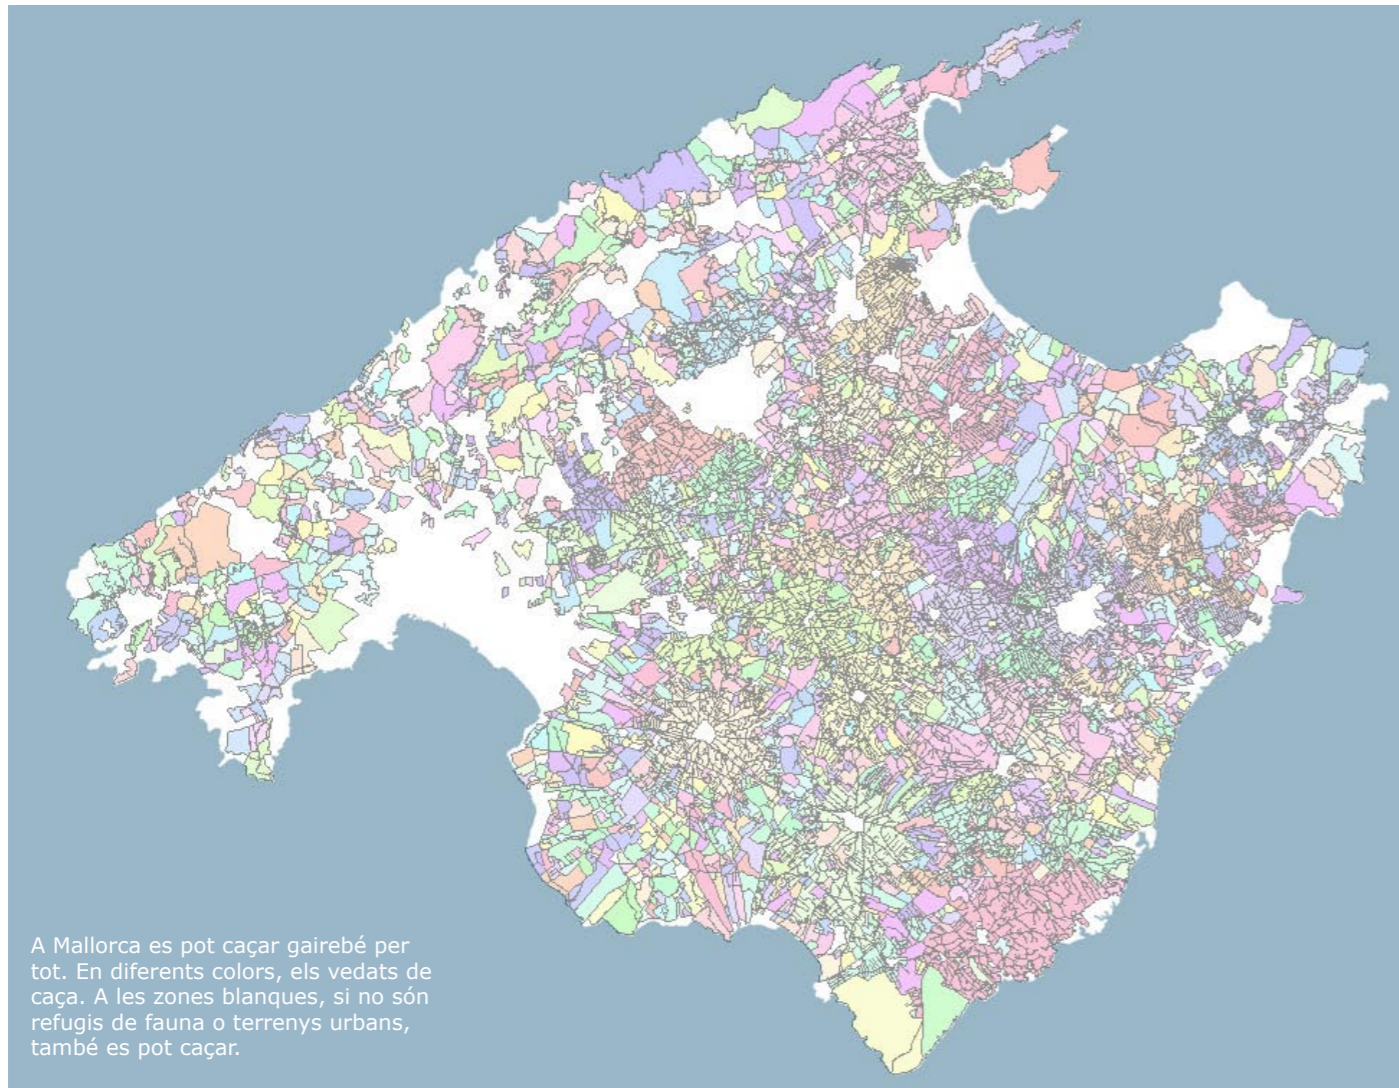 A Mallorca es pot caçar gairebé per
tot. En diferents colors, els vedats de
caça. A les zones blanques, si no són
refugis de fauna o terrenys urbans,
també es pot caçar.